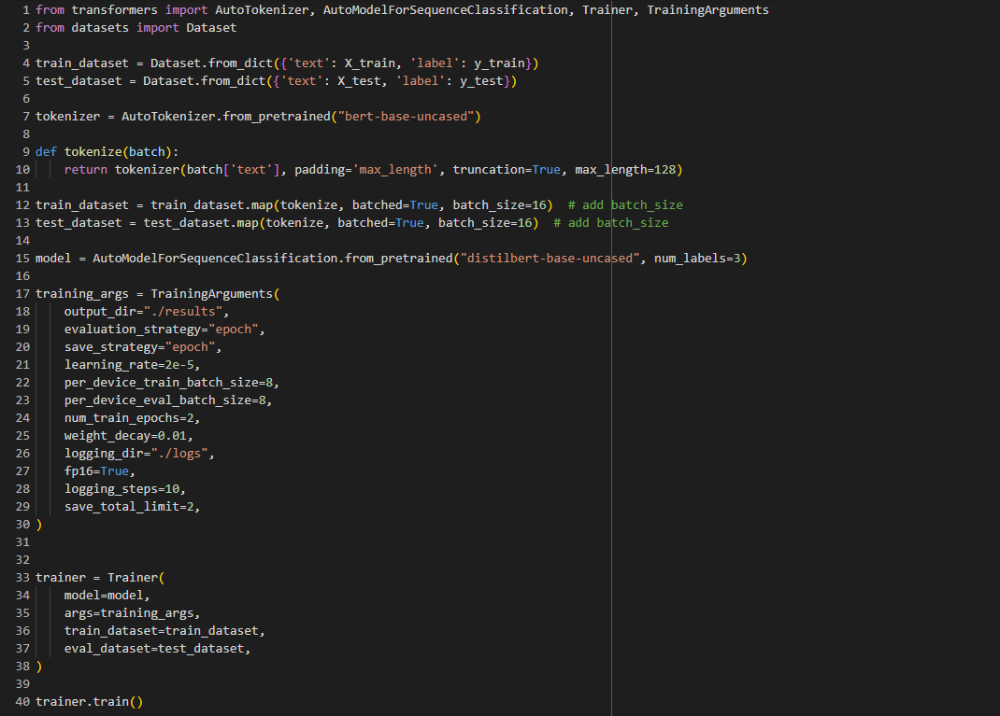 1 from transformers import AutoTokenizer, AutoModelForSequenceClassification, Trainer, TrainingArguments
2 from datasets import Dataset
3
4 train_dataset = Dataset.from_dict({'text': X_train, 'label': y_train})
5 test_dataset = Dataset.from_dict({'text': X_test, 'label': y_test})
6
7 tokenizer = AutoTokenizer.from_pretrained("bert-base-uncased")
8
9 def tokenize(batch):
10     return tokenizer(batch['text'], padding='max_length', truncation=True, max_length=128)
11
12 train_dataset = train_dataset.map(tokenize, batched=True, batch_size=16)  # add batch_size
13 test_dataset = test_dataset.map(tokenize, batched=True, batch_size=16)  # add batch_size
14
15 model = AutoModelForSequenceClassification.from_pretrained("distilbert-base-uncased", num_labels=3)
16
17 training_args = TrainingArguments(
18     output_dir="./results",
19     evaluation_strategy="epoch",
20     save_strategy="epoch",
21     learning_rate=2e-5,
22     per_device_train_batch_size=8,
23     per_device_eval_batch_size=8,
24     num_train_epochs=2,
25     weight_decay=0.01,
26     logging_dir="./logs",
27     fp16=True,
28     logging_steps=10,
29     save_total_limit=2,
30 )
31
32
33 trainer = Trainer(
34     model=model,
35     args=training_args,
36     train_dataset=train_dataset,
37     eval_dataset=test_dataset,
38 )
39
40 trainer.train()